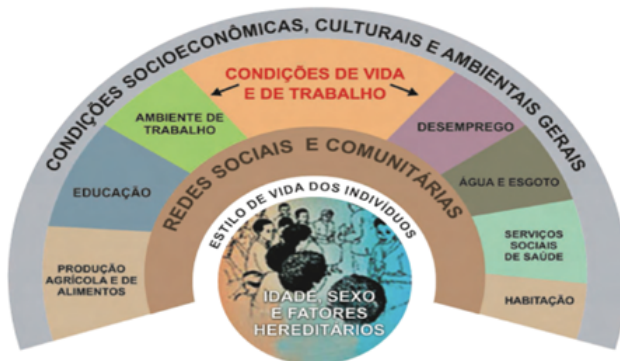 CONDIÇÕES SOCIOECONÔMICAS, CULTURAIS E AMBIENTAIS GERAIS
CONDIÇÕES DE VIDA
E DE TRABALHO
AMBIENTE DE
TRABALHO
DESEMPREGO
EDUCAÇÃO
ÁGUA E ESGOTO
PRODUÇÃO
AGRÍCOLA E DE
ALIMENTOS
SERVIÇOS
SOCIAIS
DE SAÚDE
HABITAÇÃO
REDES SOCIAIS E COMUNITÁRIAS
ESTILO DE VIDA DOS INDIVÍDUOS
IDADE, SEXO
E FATORES
HEREDITÁRIOS